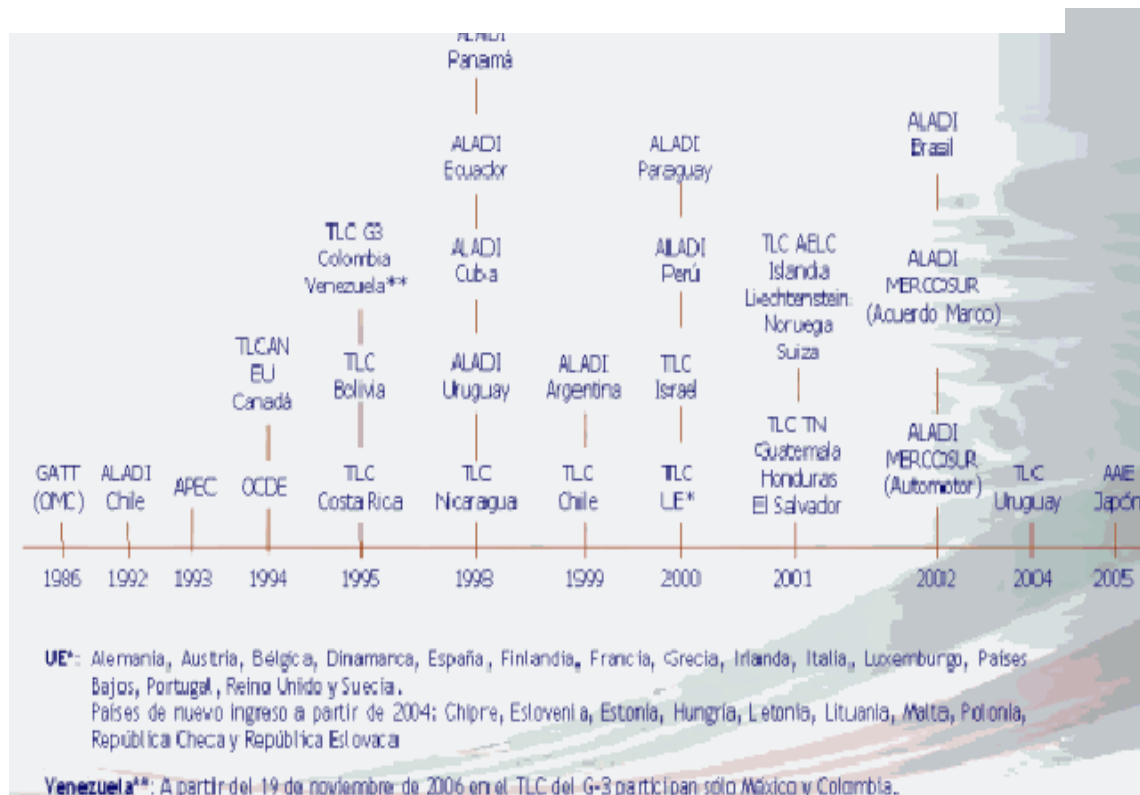 ALADI
Panamá
ALADI
Ecuador
ALADI
Cuba
ALADI
Uruguay
TLC
Nicaragua
ALADI
Paraguay
ALADI
Perú
TLC
Israel
TLC
UE*
ALADI
Brasil
ALADI
MERCOSUR
(Acuerdo Marco)
ALADI
MERCOSUR
(Automotor)
TLC G3
Colombia
Venezuela**
TLC
Bolivia
TLC
Costa Rica
TLC AELC
Islandia
Liechtenstein
Noruega
Suiza
TLC TN
Guatemala
Honduras
El Salvador
TLCAN
EU
Canadá
OCDE
ALADI
Argentina
TLC
Chile
GATT
(OMC)
ALADI
Chile
APEC
TLC
Uruguay
AAE
Japón
1986 1992 1993 1994 1995 1998 1999 2000 2001 2002 2004 2005
UE*: Alemania, Austria, Bélgica, Dinamarca, España, Finlandia, Francia, Grecia, Irlanda, Italia, Luxemburgo, Países
Bajos, Portugal, Reino Unido y Suecia.
Países de nuevo ingreso a partir de 2004: Chipre, Eslovenia, Estonia, Hungría, Letonia, Lituania, Malta, Polonia,
República Checa y República Eslovaca
Venezuela**: A partir del 19 de noviembre de 2006 en el TLC del G-3 participan sólo México y Colombia.